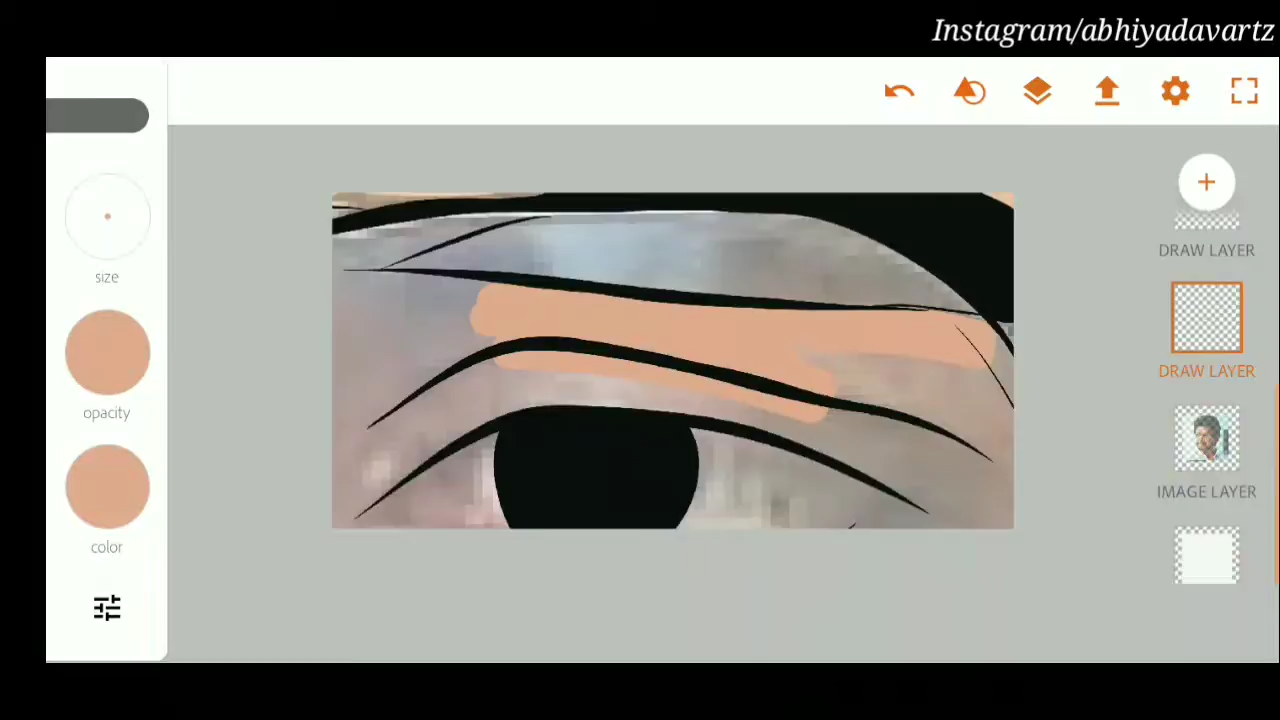 Instagram/abhiyadavartz
size
opacity
color
DRAW LAYER
DRAW LAYER
IMAGE LAYER